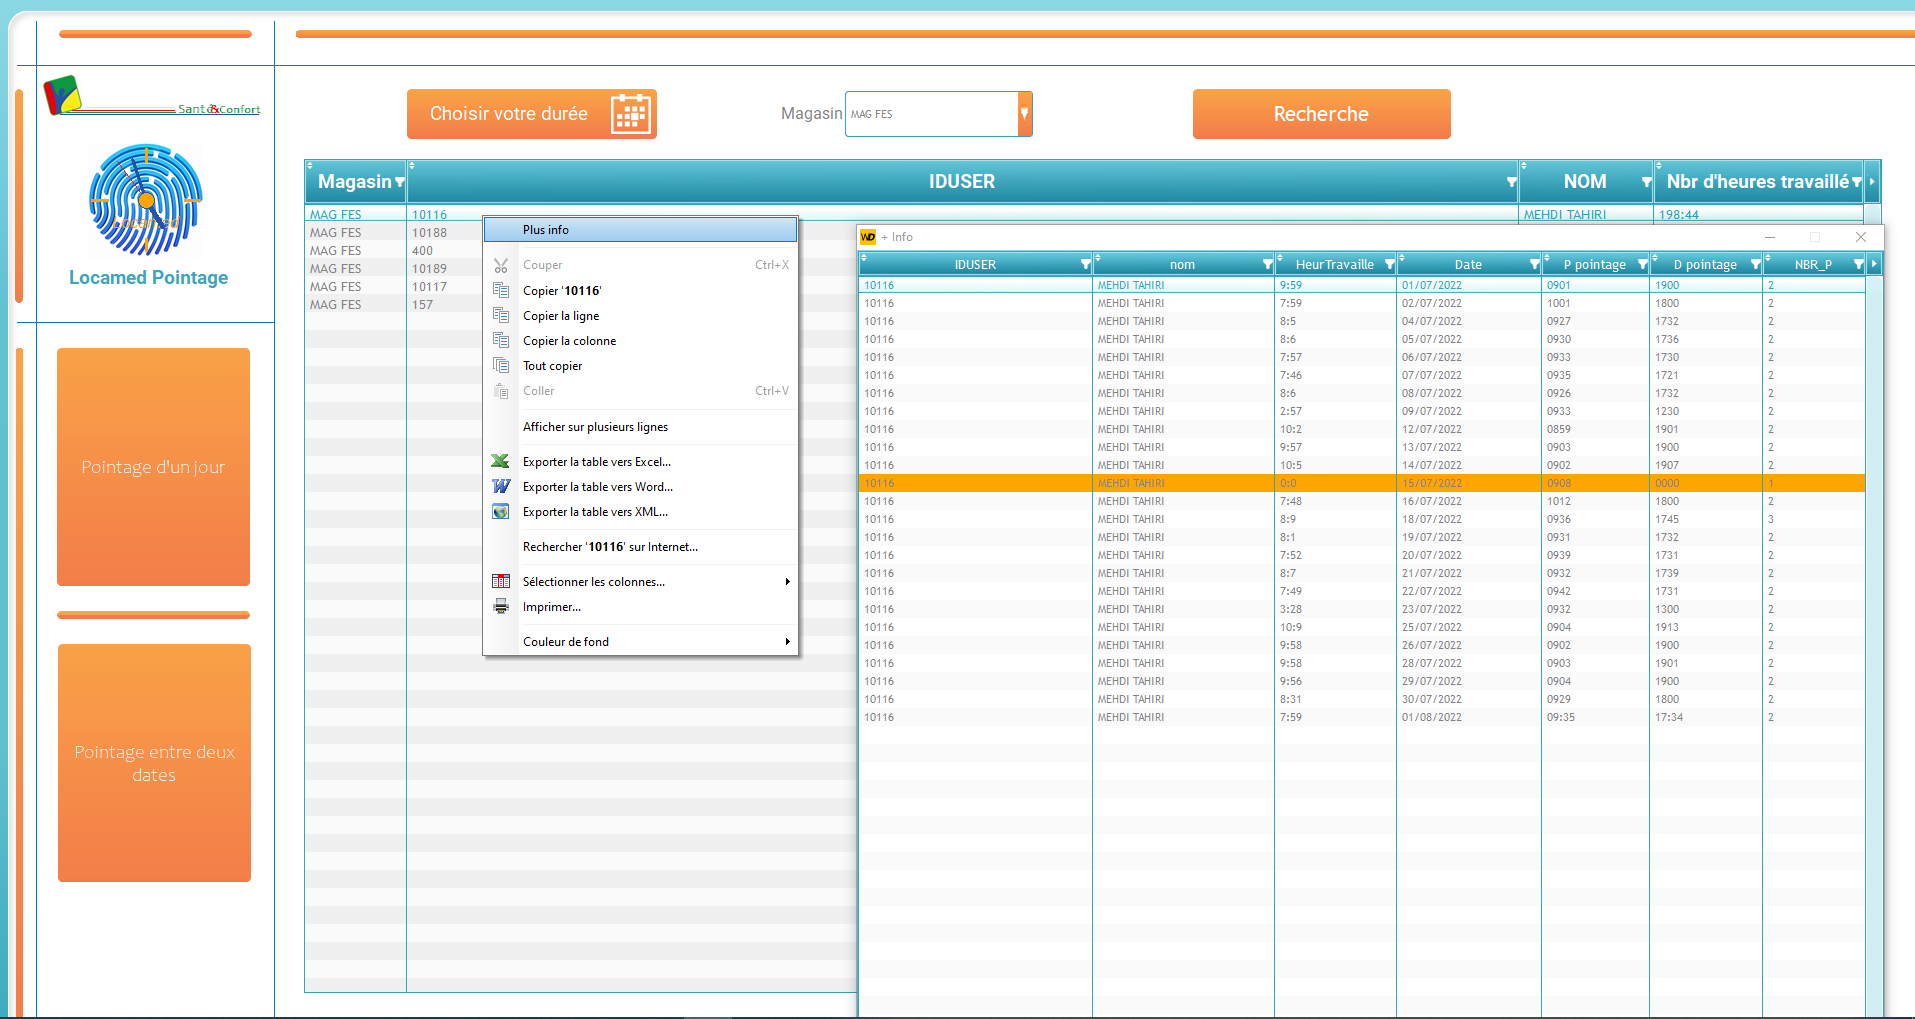 Santé&Confort
Locamed
Locamed Pointage
Pointage d'un jour
Pointage entre deux
dates
Choisir votre durée
Magasin MAG FES
Recherche
Magasin IDUSER NOM Nbr d'heures travaillé
MAG FES 10116 MEHDI TAHIRI 198:44
MAG FES 10188
MAG FES 400
MAG FES 10189
MAG FES 10117
MAG FES 157
Plus info
Couper Ctrl+X
Copier '10116'
Copier la ligne
Copier la colonne
Tout copier
Coller Ctrl+V
Afficher sur plusieurs lignes
Exporter la table vers Excel...
Exporter la table vers Word...
Exporter la table vers XML...
Rechercher '10116' sur Internet...
Sélectionner les colonnes...
Imprimer...
Couleur de fond
WD + Info
IDUSER nom HeurTravaille Date P pointage D pointage NBR_P
10116 MEHDI TAHIRI 9:59 01/07/2022 0901 1900 2
10116 MEHDI TAHIRI 7:59 02/07/2022 1001 1800 2
10116 MEHDI TAHIRI 8:5 04/07/2022 0927 1732 2
10116 MEHDI TAHIRI 8:6 05/07/2022 0930 1736 2
10116 MEHDI TAHIRI 7:57 06/07/2022 0933 1730 2
10116 MEHDI TAHIRI 7:46 07/07/2022 0935 1721 2
10116 MEHDI TAHIRI 8:6 08/07/2022 0926 1732 2
10116 MEHDI TAHIRI 2:57 09/07/2022 0933 1230 2
10116 MEHDI TAHIRI 10:2 12/07/2022 0859 1901 2
10116 MEHDI TAHIRI 9:57 13/07/2022 0903 1900 2
10116 MEHDI TAHIRI 10:5 14/07/2022 0902 1907 2
10116 MEHDI TAHIRI 0:0 15/07/2022 0908 0000 1
10116 MEHDI TAHIRI 7:48 16/07/2022 1012 1800 2
10116 MEHDI TAHIRI 8:9 18/07/2022 0936 1745 3
10116 MEHDI TAHIRI 8:1 19/07/2022 0931 1732 2
10116 MEHDI TAHIRI 7:52 20/07/2022 0939 1731 2
10116 MEHDI TAHIRI 8:7 21/07/2022 0932 1739 2
10116 MEHDI TAHIRI 7:49 22/07/2022 0942 1731 2
10116 MEHDI TAHIRI 3:28 23/07/2022 0932 1300 2
10116 MEHDI TAHIRI 10:9 25/07/2022 0904 1913 2
10116 MEHDI TAHIRI 9:58 26/07/2022 0902 1900 2
10116 MEHDI TAHIRI 9:58 28/07/2022 0903 1901 2
10116 MEHDI TAHIRI 9:56 29/07/2022 0904 1900 2
10116 MEHDI TAHIRI 8:31 30/07/2022 0929 1800 2
10116 MEHDI TAHIRI 7:59 01/08/2022 09:35 17:34 2